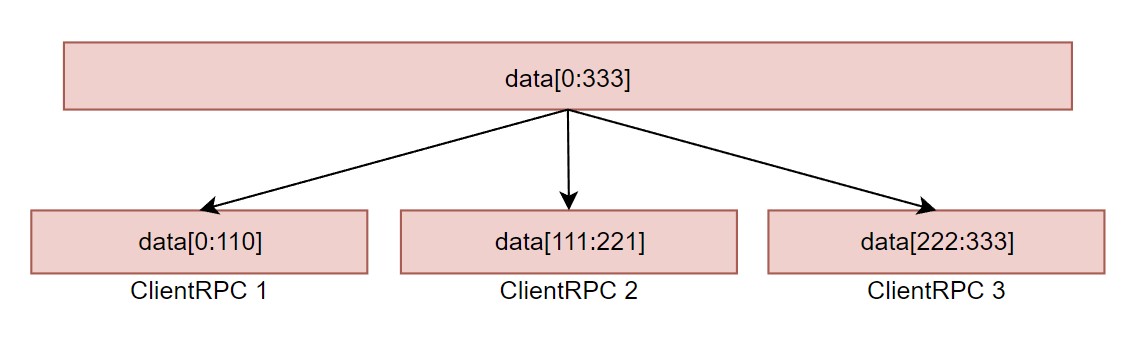 data[0:333]
data[0:110]
data[111:221]
data[222:333]
ClientRPC 1
ClientRPC 2
ClientRPC 3